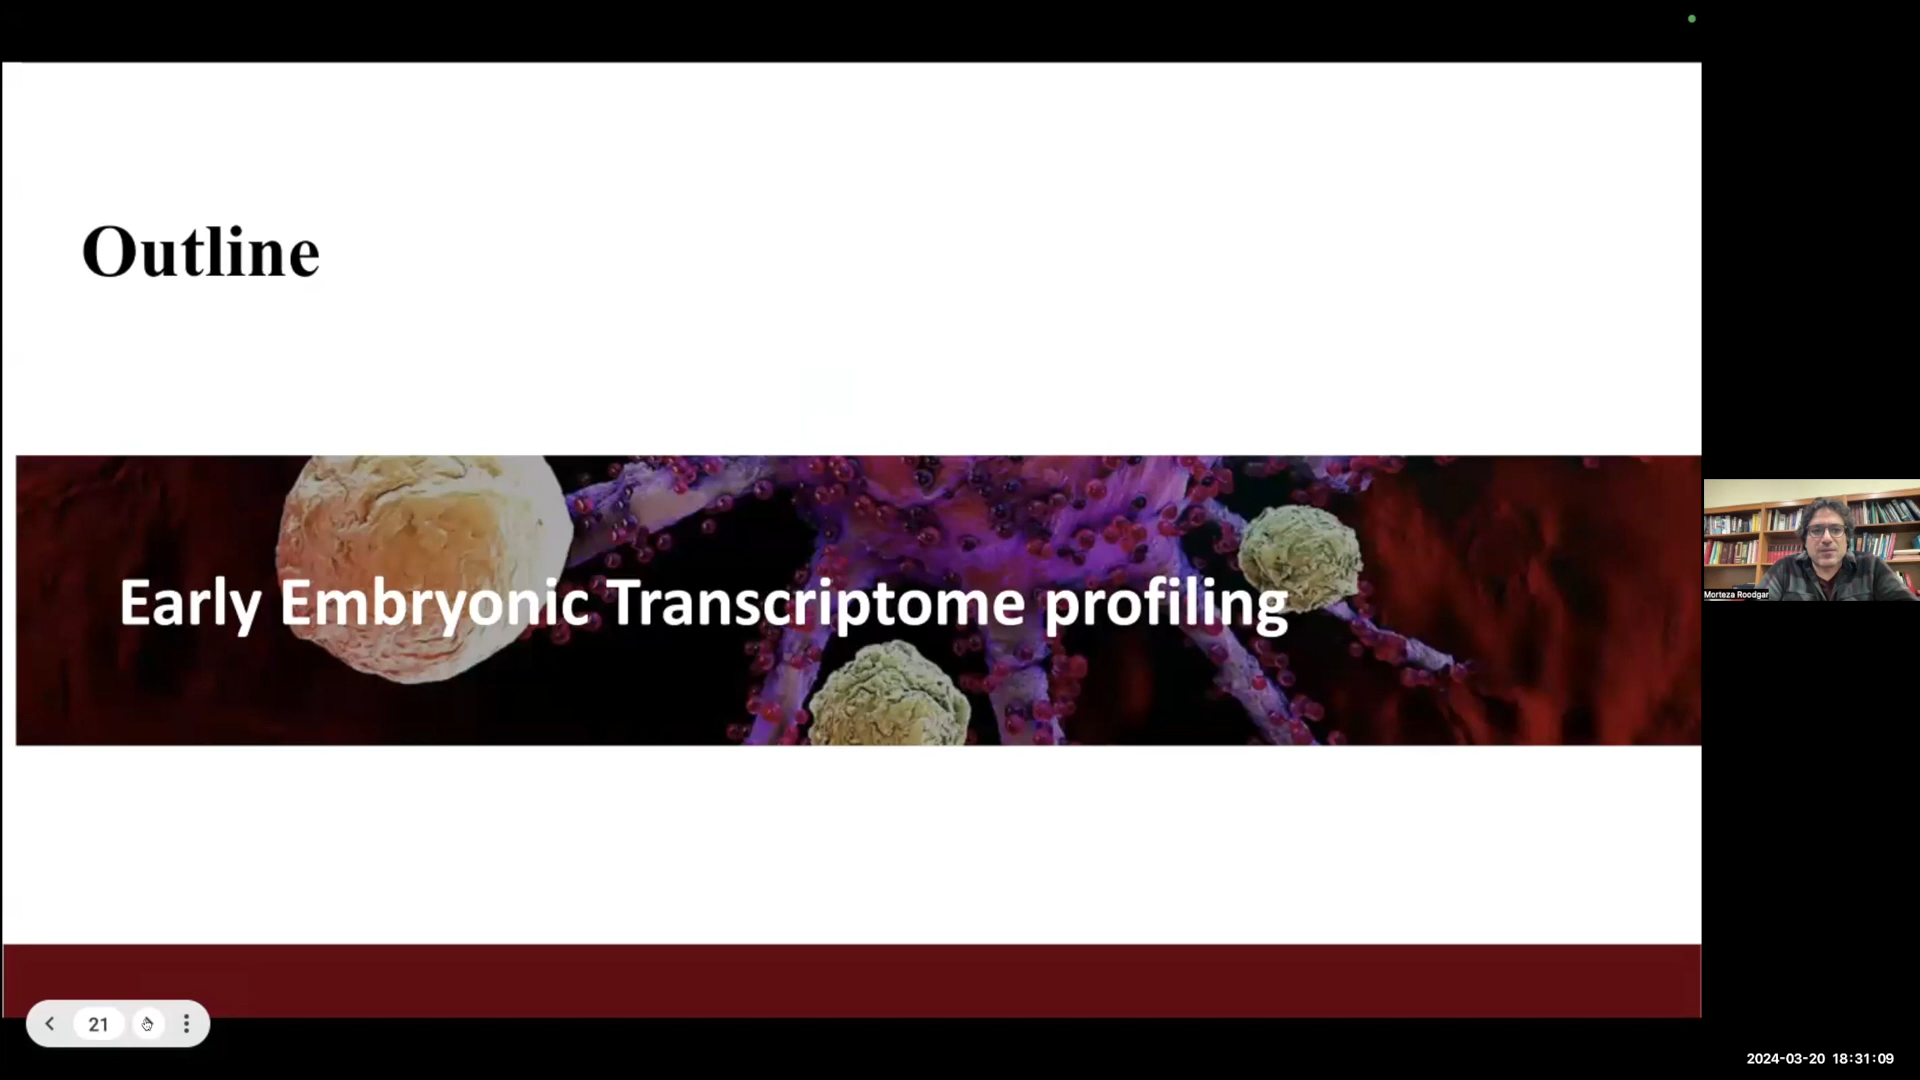 Outline
Early Embryonic Transcriptome profiling
Morteza Roodgar
21
2024-03-20 18:31:09